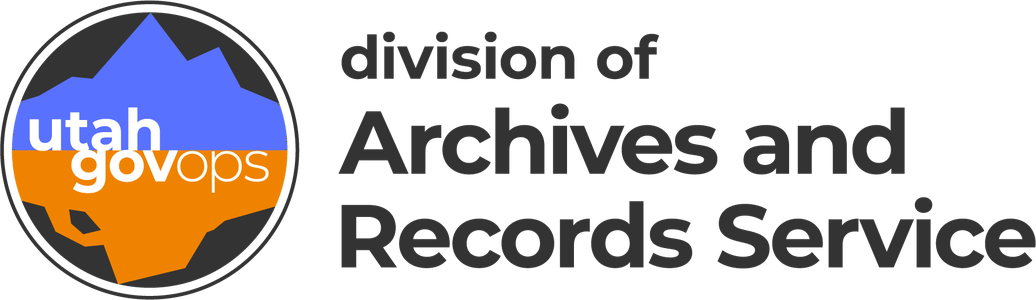 utah
govops
division of
Archives and
Records Service